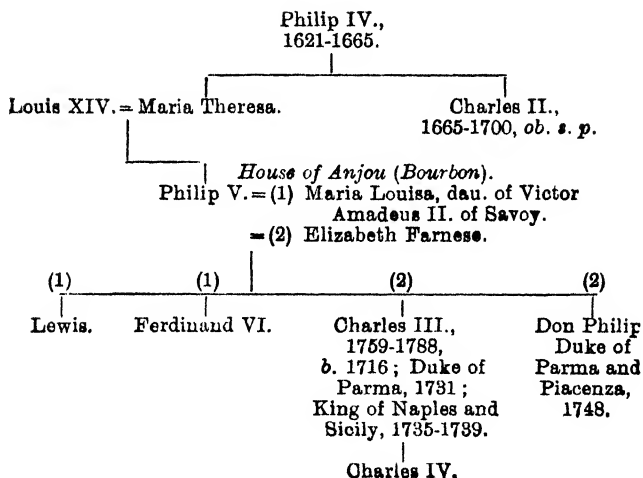 Philip IV.,
1621-1665.
Louis XIV. = Maria Theresa.
Charles II.,
1665-1700, ob. s. p.
House of Anjou (Bourbon).
Philip V. = (1) Maria Louisa, dau. of Victor
Amadeus II. of Savoy.
= (2) Elizabeth Farnese.
(1) (1) (2) (2)
Lewis.
Ferdinand VI.
Charles III.,
1759-1788,
b. 1716 ; Duke of
Parma, 1731 ;
King of Naples and
Sicily, 1735-1739.
Don Philip
Duke of
Parma and
Piacenza,
1748.
Charles IV.